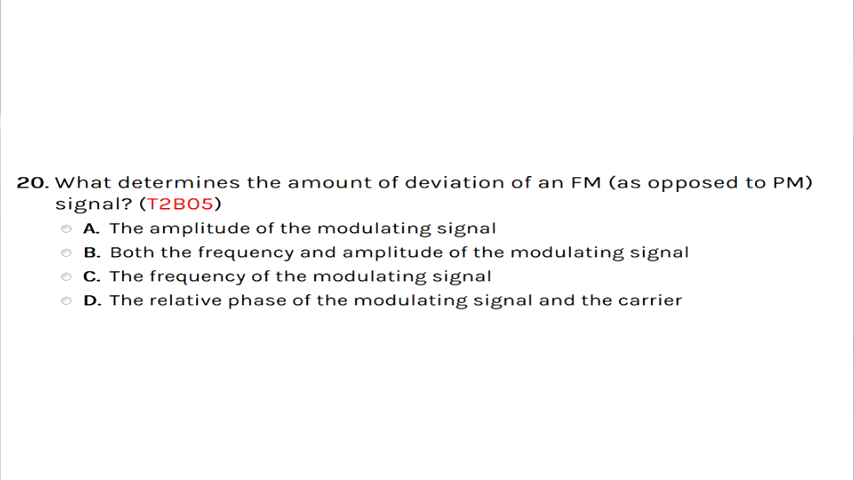 20. What determines the amount of deviation of an FM (as opposed to PM)
signal? (T2B05)
A. The amplitude of the modulating signal
B. Both the frequency and amplitude of the modulating signal
C. The frequency of the modulating signal
D. The relative phase of the modulating signal and the carrier